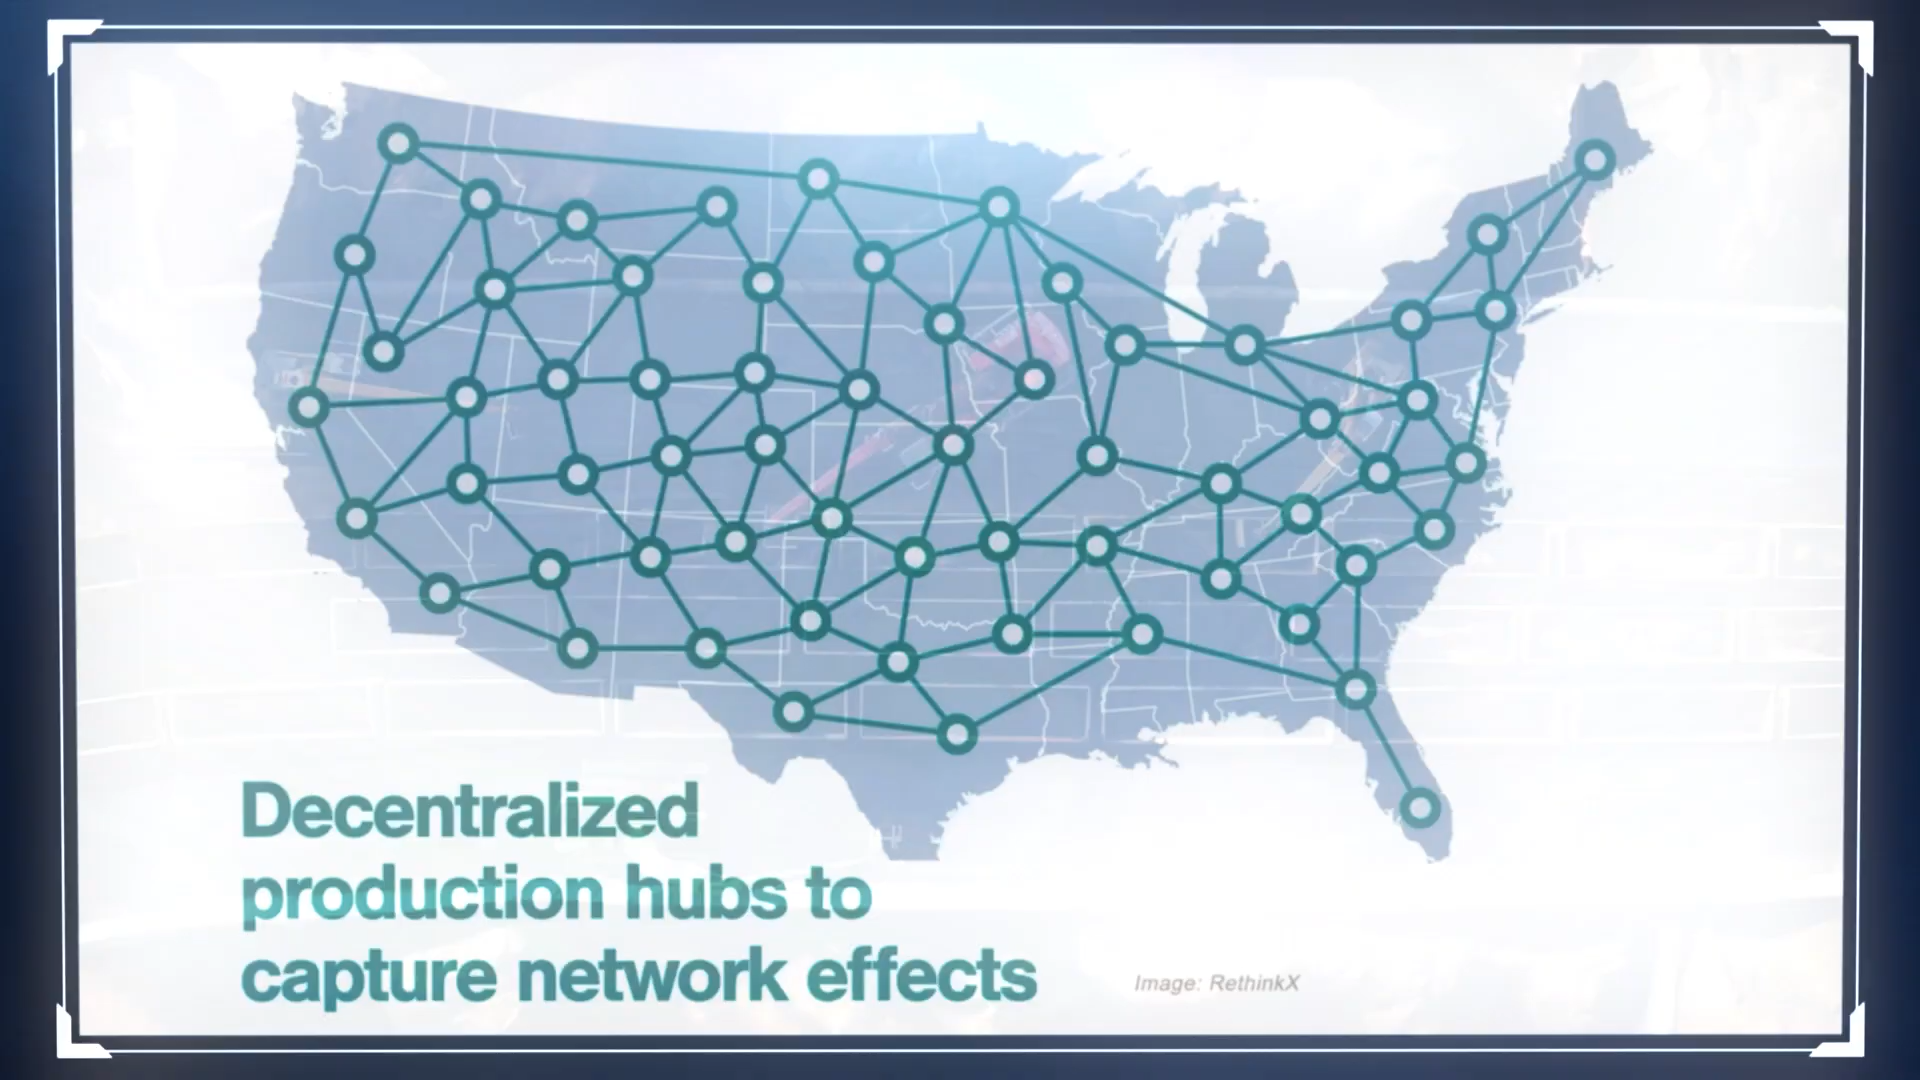 Decentralized
production hubs to
capture network effects
Image: RethinkX